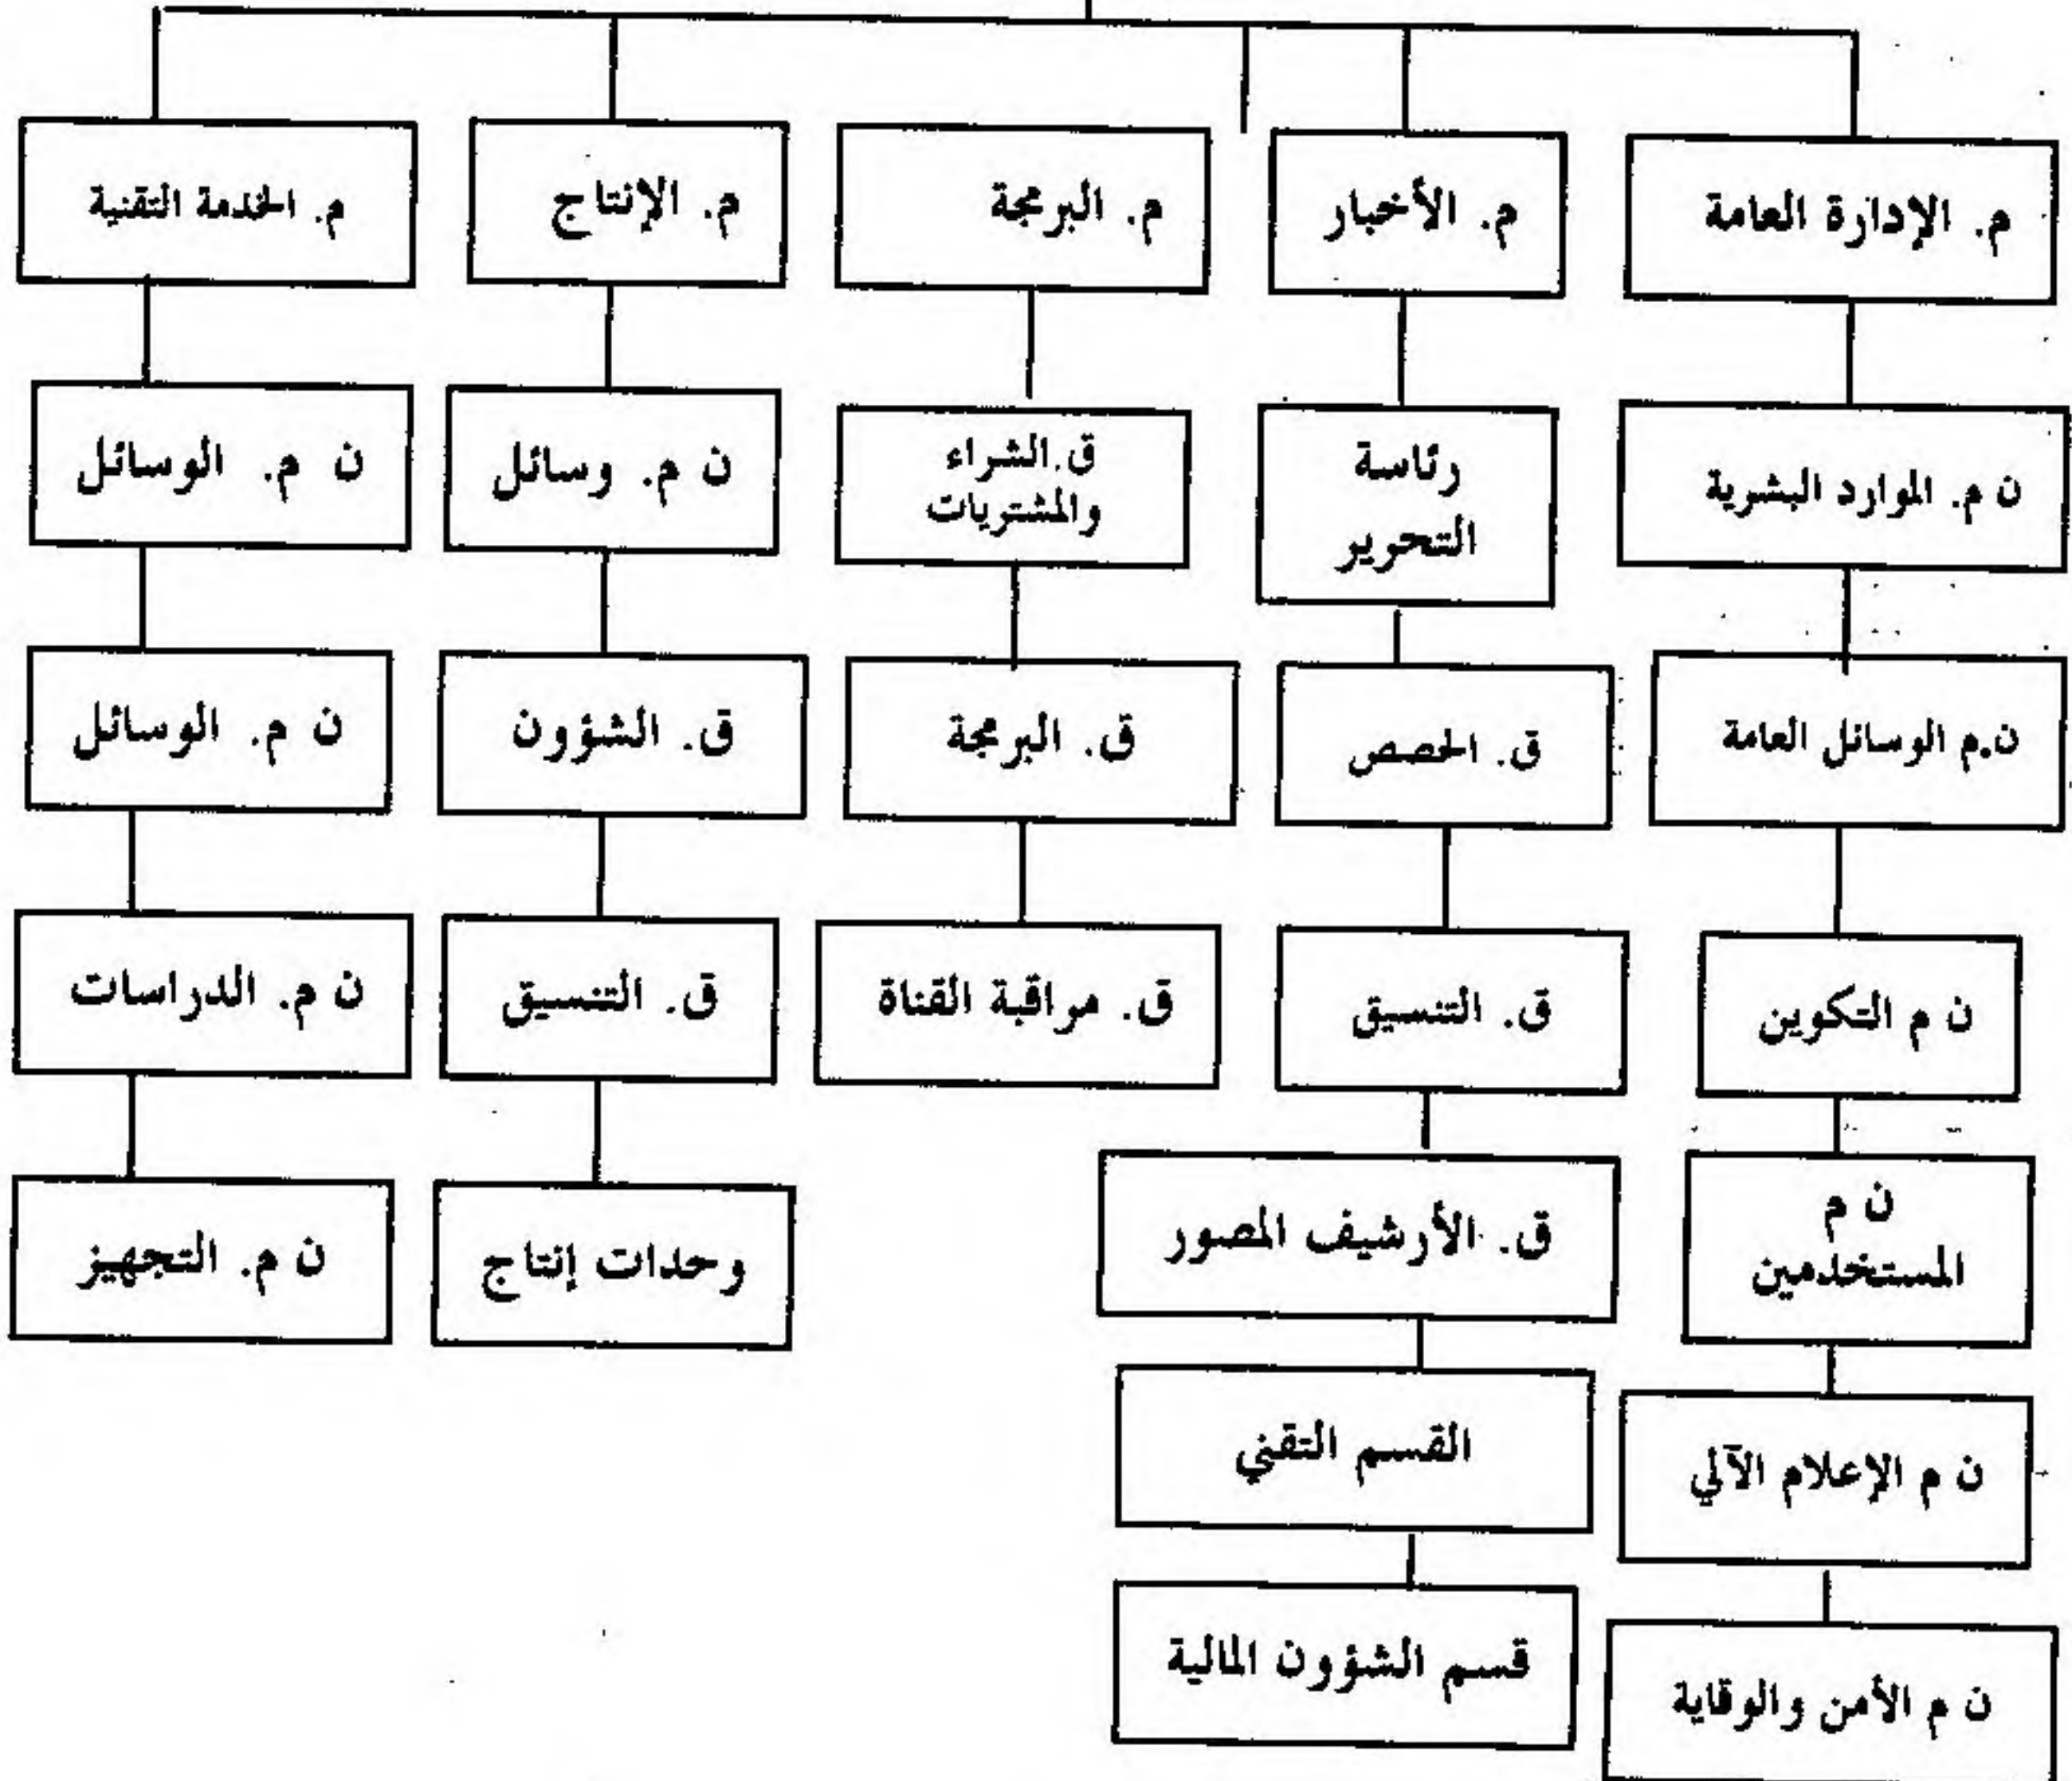 م. الإدارة العامة
م. الأخبار
م. البرمجة
م. الإنتاج
م. الخدمة التقنية
ن م. الموارد البشرية
رئاسة
التحرير
ق.الشراء
والمشتريات
ن م. وسائل
ن م. الوسائل
ن.م الوسائل العامة
ق. الحصص
ق. البرمجة
ق. الشؤون
ن م. الوسائل
ن م التكوين
ق. التنسيق
ق. مراقبة القناة
ق. التنسيق
ن م. الدراسات
ن م
المستخدمين
ق. الأرشيف المصور
وحدات إنتاج
ن م. التجهيز
ن م الإعلام الآلي
القسم التقني
ن م الأمن والوقاية
قسم الشؤون المالية